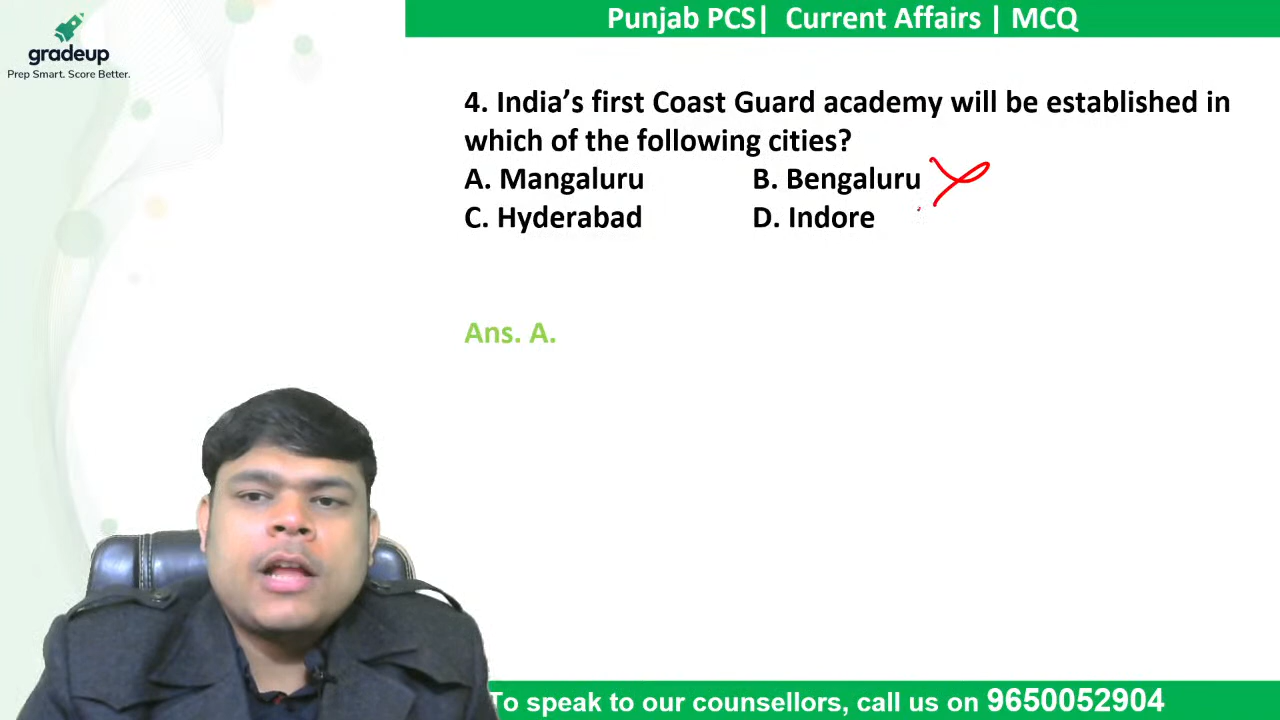 gradeup
Prep Smart. Score Better.
Punjab PCS| Current Affairs | MCQ
4. India’s first Coast Guard academy will be established in
which of the following cities?
A. Mangaluru B. Bengaluru
C. Hyderabad D. Indore
Ans. A.
To speak to our counsellors, call us on 9650052904